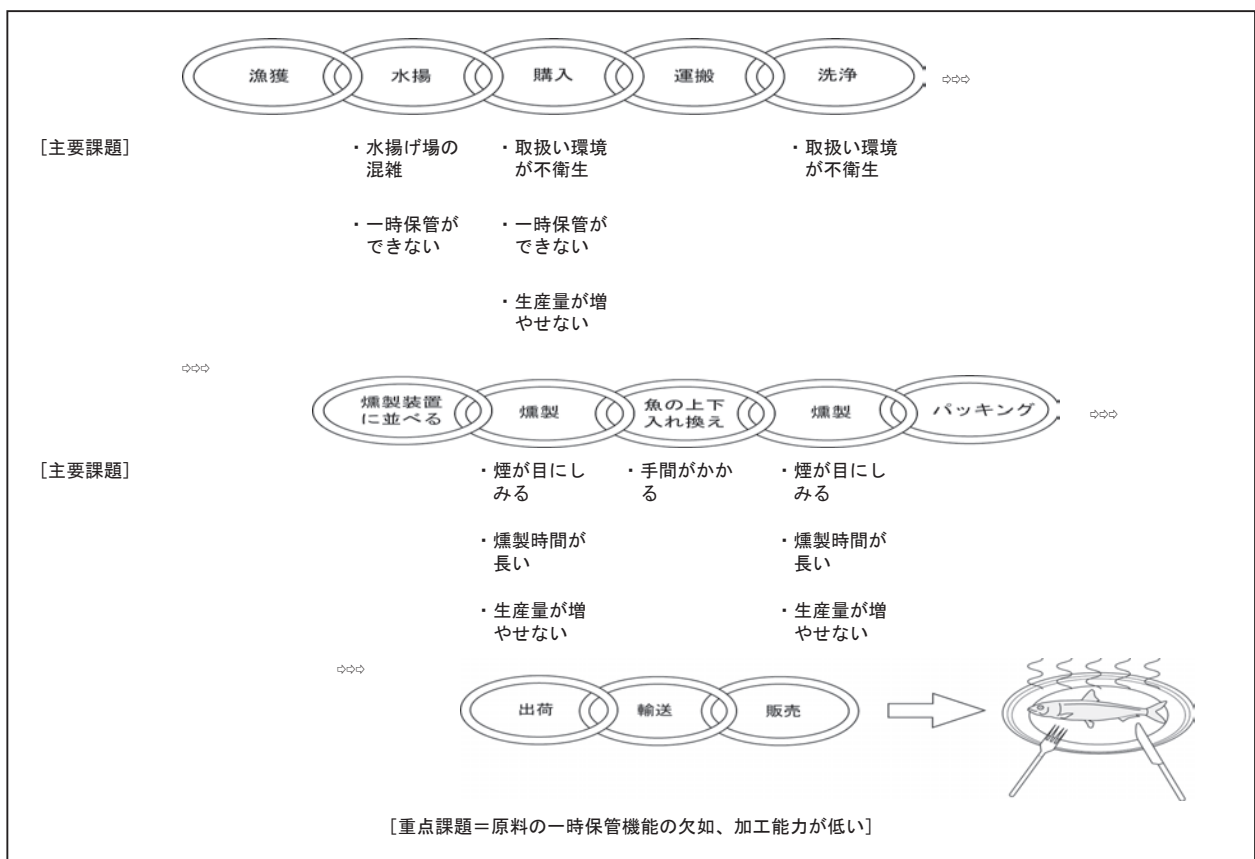 漁獲 水揚 購入 運搬 洗浄 ⇨⇨⇨
[主要課題]
・水揚げ場の
混雑
・一時保管が
できない
・取扱い環境
が不衛生
・一時保管が
できない
・生産量が増
やせない
・取扱い環境
が不衛生
⇨⇨⇨
燻製装置
に並べる
燻製
魚の上下
入れ換え
燻製
パッキング
⇨⇨⇨
[主要課題]
・煙が目にし
みる
・燻製時間が
長い
・生産量が増
やせない
・手間がかか
る
・煙が目にし
みる
・燻製時間が
長い
・生産量が増
やせない
⇨⇨⇨
出荷 輸送 販売
[重点課題＝原料の一時保管機能の欠如、加工能力が低い]